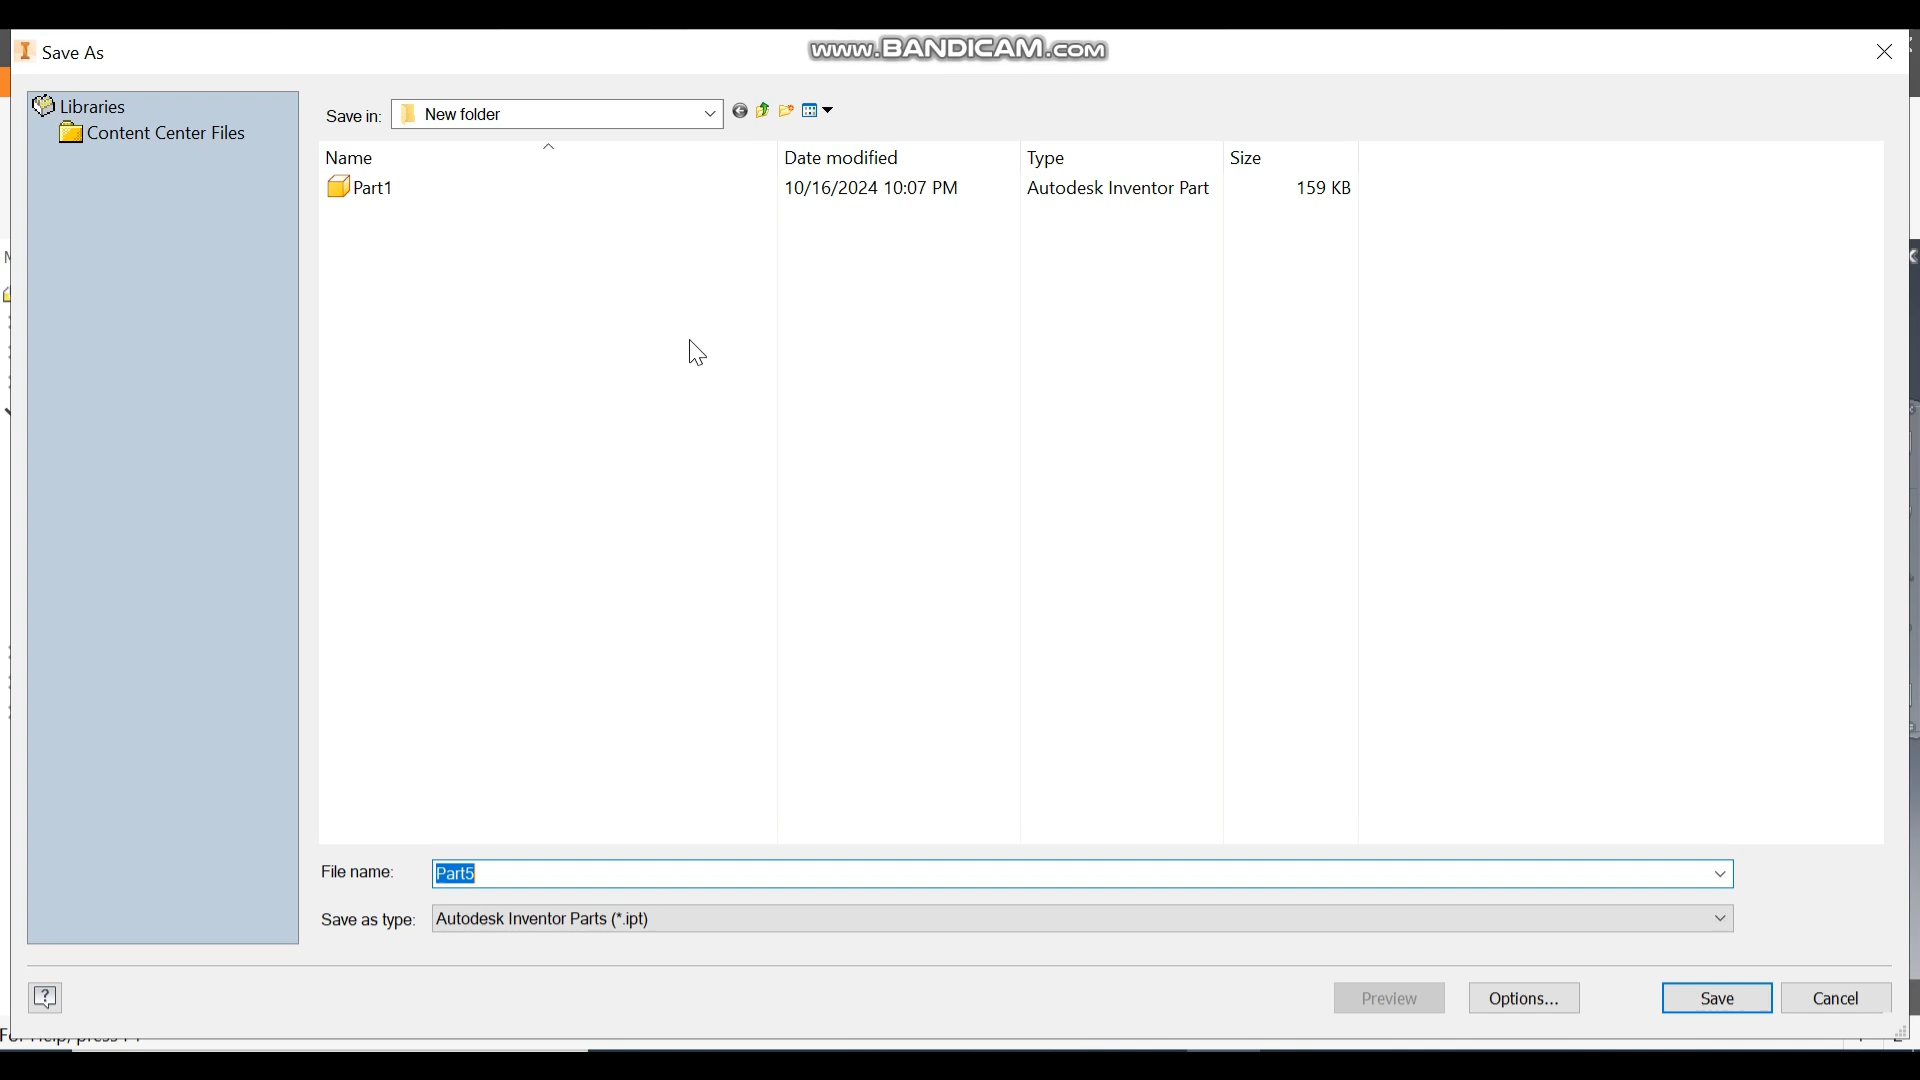 Save As
www.BANDICAM.com
Libraries
Content Center Files
Save in: New folder
Name Date modified Type Size
Part1 10/16/2024 10:07 PM Autodesk Inventor Part 159 KB
File name: Part5
Save as type: Autodesk Inventor Parts (*.ipt)
Preview Options... Save Cancel